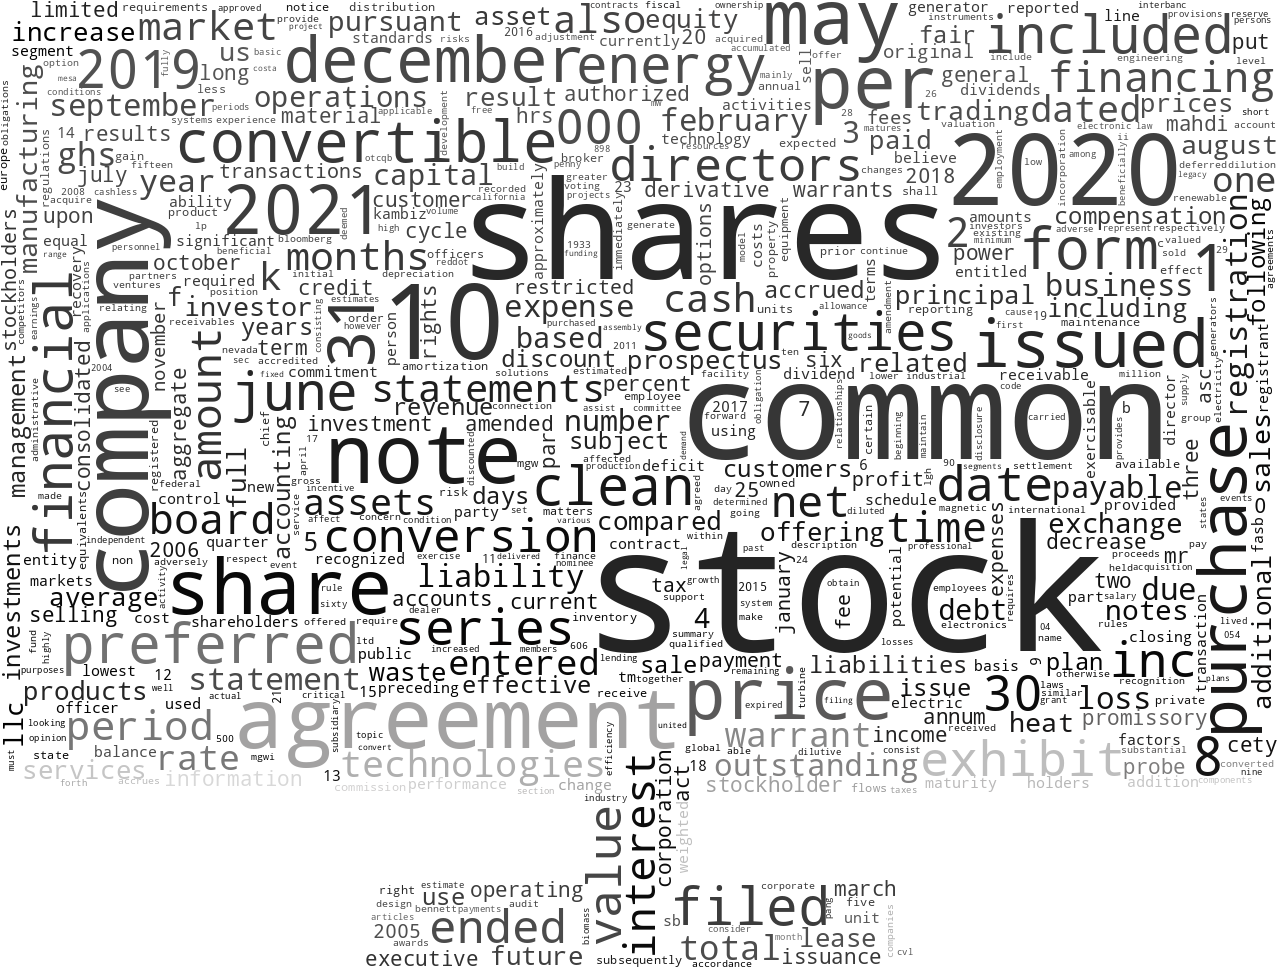 limited requirements approved notice distribution
increase market provide project pursuant
standards risks asset also equity
2016 adjustment currently 20
contracts fiscal ownership acquired accumulated
may
generator instruments reported line interbanc provisions reserve persons
fair original include included put
segment option mesa conditions
2019 fully us basic costa long less
december energy
sell offer mainly annual
per
28 26
engineering level
general dividends financing
europe obligations
manufacturing
september periods operations result authorized
systems experience material applicable development free hrs mw
000 activities february technology resources
3 fees paid trading dated prices
matures expected valuation
electronic law ii short account mahdi
14 results regulations
ghs gain fifteen
convertible otcqb build 898 broker penny
directors changes believe 2018
2020
employment low incorporation among beneficially
august deferred dilution legacy
july year transactions capital
2008 cashless acquire
ability product lp
2021 deemed
customer recorded california kambiz volume high cycle
approximately greater voting projects 23 immediately
derivative warrants shall
shares
1933 funding generate
options model costs property equipment
prior continue
2 amounts investors existing minimum
compensation adverse represent respectively
renewable one
upon equal range
stockholders
company
personnel partners ventures relating
significant beneficial bloomberg
october required position
k
months initial officers reddot depreciation
credit restricted
form
power entitled valued sold effect
1 29
following agreements
registration
competitors earnings
financial
recovery applications
f investor receivables
years nevada sec
term accredited fixed
estimates order however consisting
31
person
10
rights
expense purchased assembly
cash units allowance
accrued terms amendment
principal reporting
business including
cause first 19 maintenance
generators
registrant
management
administrative
consolidated 2004 see
november
aggregate
amount
commitment
june statements
amortization solutions
based 2011 goods
discount estimated
securities
prospectus ten six related
issued
receivable million
asc
electricity supply
sales
percent employee
facility dividend lower industrial
code
revenue connection
investment amended assist committee
number
2017 forward using
obligation
7
relationships
common
certain beginning maintain disclosure carried provides
b
exercisable
director group
registered federal
full chief new
accounting
17 april gross
note
discounted
mgw
par
subject affected production deficit
demand
customers 6 profit
lgh 90 segments settlement
available
three
made equivalents
control
assets incentive
service
risk days party set
clean
matters various
agreed
day 25 owned determined going
net
schedule diluted magnetic
date
international
payable provided
states events
fasb
independent
board
2006 quarter
affect concern condition
5
conversion
compared within
contract legal
offering
time
professional
expenses
exchange
decrease
proceeds
mr
pay
purchase
llc investments
entity non adversely respect event
recognized exercise 11 delivered finance nominee
past description 24
held acquisition
markets activity
average cost
share
rule sixty
liability
tax growth support
2015 system make
january
obtain fee
potential
employees electronics
debt requires
part salary
two due
selling shareholders offered require
accounts dealer current inventory
4
stock
04 name rules
notes
additional
lived 054
fund highly
preferred
ltd public increased members
series 606
summary qualified
losses
closing
transaction
purposes lowest 12
statement
waste entered
lending sale payment
liabilities basis 9 plan otherwise
inc
recognition plans
products well actual 21
critical 15 preceding effective
tm together
remaining
turbine
issue 30 laws similar grant
loss private
officer used
looking opinion
period 500
subsidiary topic convert
agreement
receive united
price expired filing
electric
annum received
heat promissory
must state balance
rate mgwi
efficiency
warrant income
global able dilutive consist
exhibit
factors substantial
8 cety
services forth accrues information
13 technologies
commission performance section change
18 outstanding
stockholder flows taxes maturity holders
probe addition
converted nine components
industry
value
interest
corporation
weighted
act
right estimate design
use operating
articles bennett payments audit
2005 awards
ended
biomass
executive future
subsequently
sb filed
corporate pang march five unit
consider
total month lease
accordance issuance
companies cvl